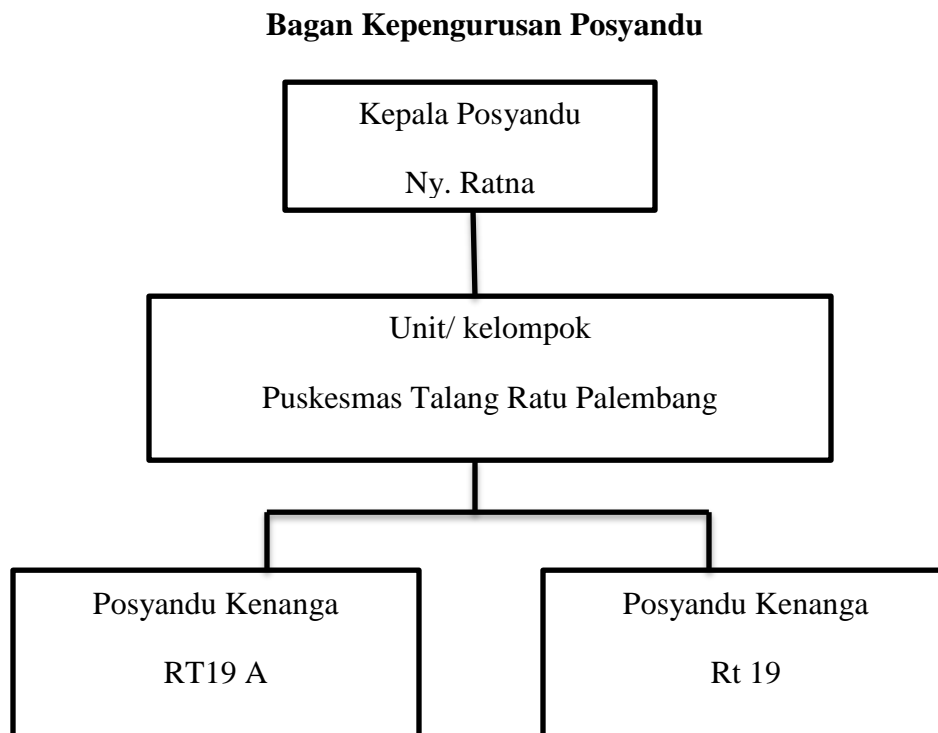 Bagan Kepengurusan Posyandu
Kepala Posyandu
Ny. Ratna
Unit/ kelompok
Puskesmas Talang Ratu Palembang
Posyandu Kenanga
RT19 A
Posyandu Kenanga
Rt 19